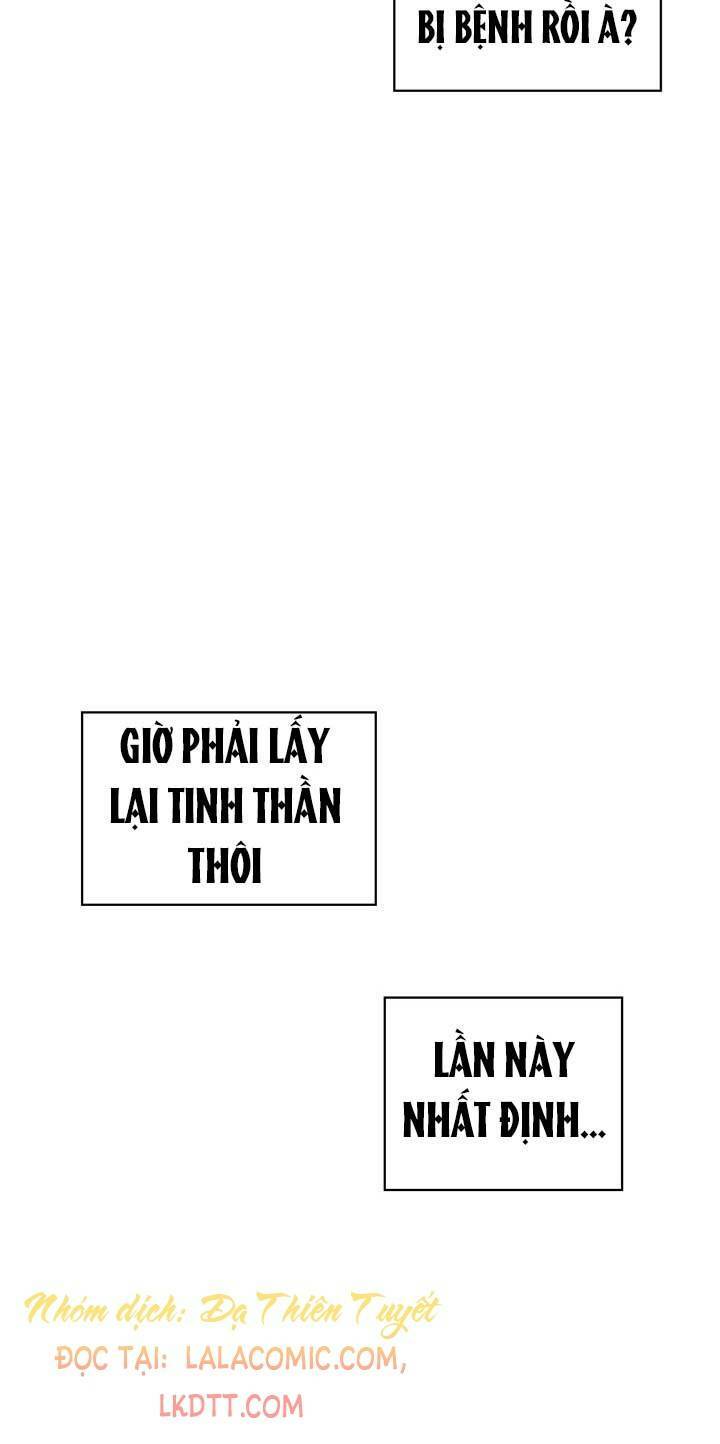 BỊ BỆNH RỒI À?
GIỜ PHẢI LẤY
LẠI TINH THẦN
THÔI
LẦN NÀY
NHẤT ĐỊNH...
Nhóm dịch: Dạ Thiên Tuyết
ĐỌC TẠI: LALACOMIC.COM,
LKDTT.COM